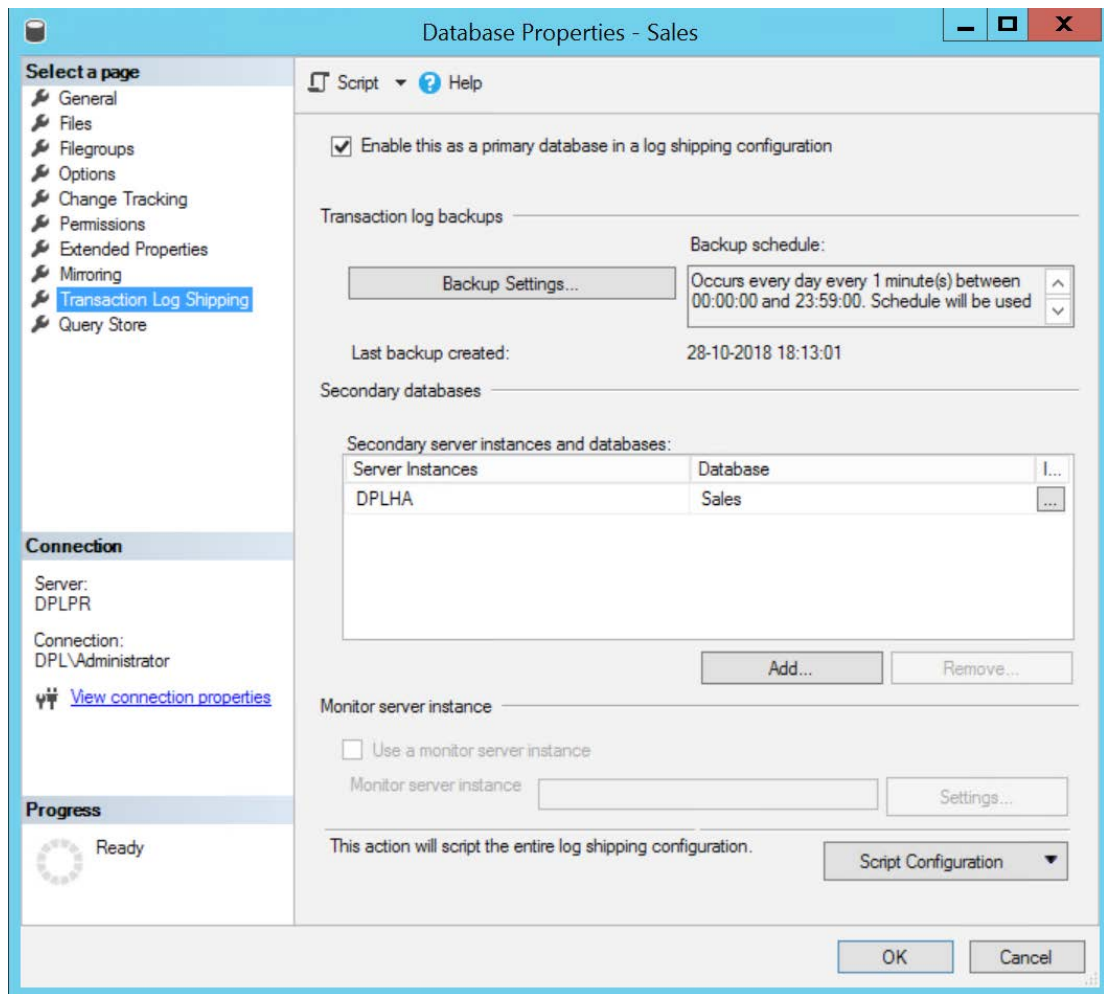 Database Properties - Sales
X
Select a page
General
Files
Filegroups
Options
Change Tracking
Permissions
Extended Properties
Mirroring
Transaction Log Shipping
Query Store
Connection
Server:
DPLPR
Connection:
DPL\Administrator
View connection properties
Progress
Ready
Script
? Help
Enable this as a primary database in a log shipping configuration
Transaction log backups
Backup schedule:
Backup Settings...
Occurs every day every 1 minute(s) between
00:00:00 and 23:59:00. Schedule will be used
Last backup created: 28-10-2018 18:13:01
Secondary databases
Secondary server instances and databases:
Server Instances Database I...
DPLHA Sales ...
Add... Remove...
Monitor server instance
Use a monitor server instance
Monitor server instance
Settings...
This action will script the entire log shipping configuration.
Script Configuration
OK Cancel